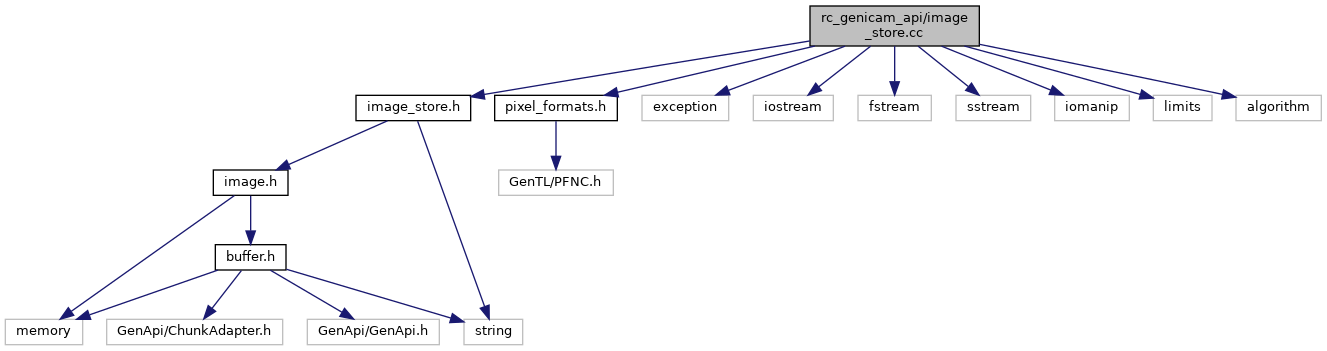 rc_genicam_api/image
_store.cc
image_store.h
pixel_formats.h
exception
iostream
fstream
sstream
iomanip
limits
algorithm
image.h
GenTL/PFNC.h
buffer.h
memory
GenApi/ChunkAdapter.h
GenApi/GenApi.h
string